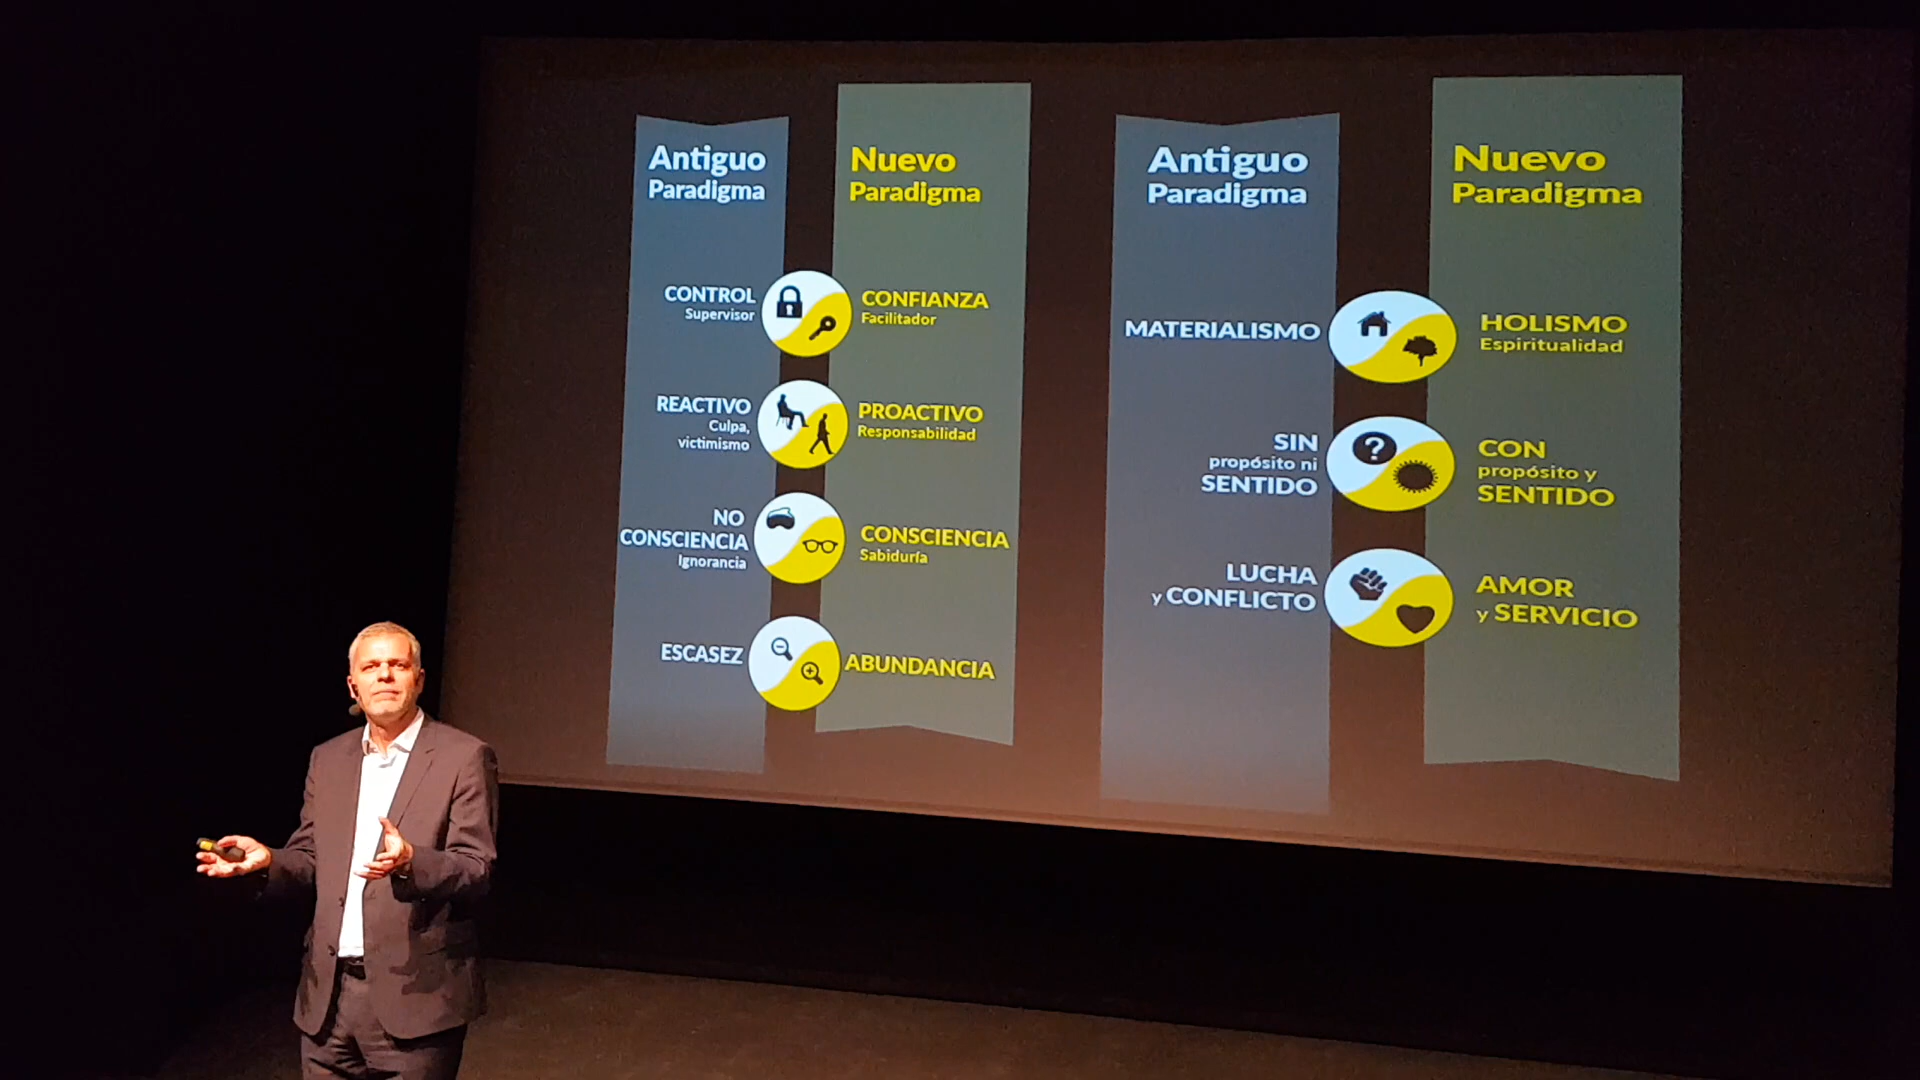 Antiguo
Paradigma
Nuevo
Paradigma
CONTROL
Supervisor
CONFIANZA
Facilitador
REACTIVO
Culpa,
victimismo
PROACTIVO
Responsabilidad
NO
CONSCIENCIA
Ignorancia
CONSCIENCIA
Sabiduría
ESCASEZ
ABUNDANCIA
Antiguo
Paradigma
Nuevo
Paradigma
MATERIALISMO
HOLISMO
Espiritualidad
SIN
propósito ni
SENTIDO
?
CON
propósito y
SENTIDO
LUCHA
y CONFLICTO
AMOR
y SERVICIO